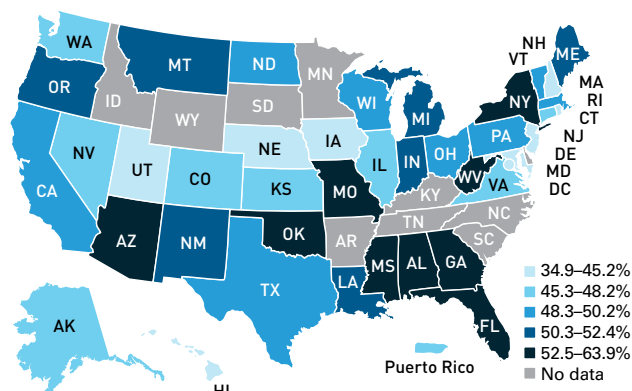 WA
MT
ND
MN
OR
ID
WY
SD
WI
MI
NH
VT
ME
NY
MA
RI
CT
NJ
DE
MD
DC
PA
NV
UT
NE
IA
IL
IN
OH
CA
CO
KS
MO
WV
VA
KY
NC
TN
SC
AZ
NM
OK
AR
MS
AL
GA
TX
LA
FL
AK
HI
Puerto Rico
34.9–45.2%
45.3–48.2%
48.3–50.2%
50.3–52.4%
52.5–63.9%
No data